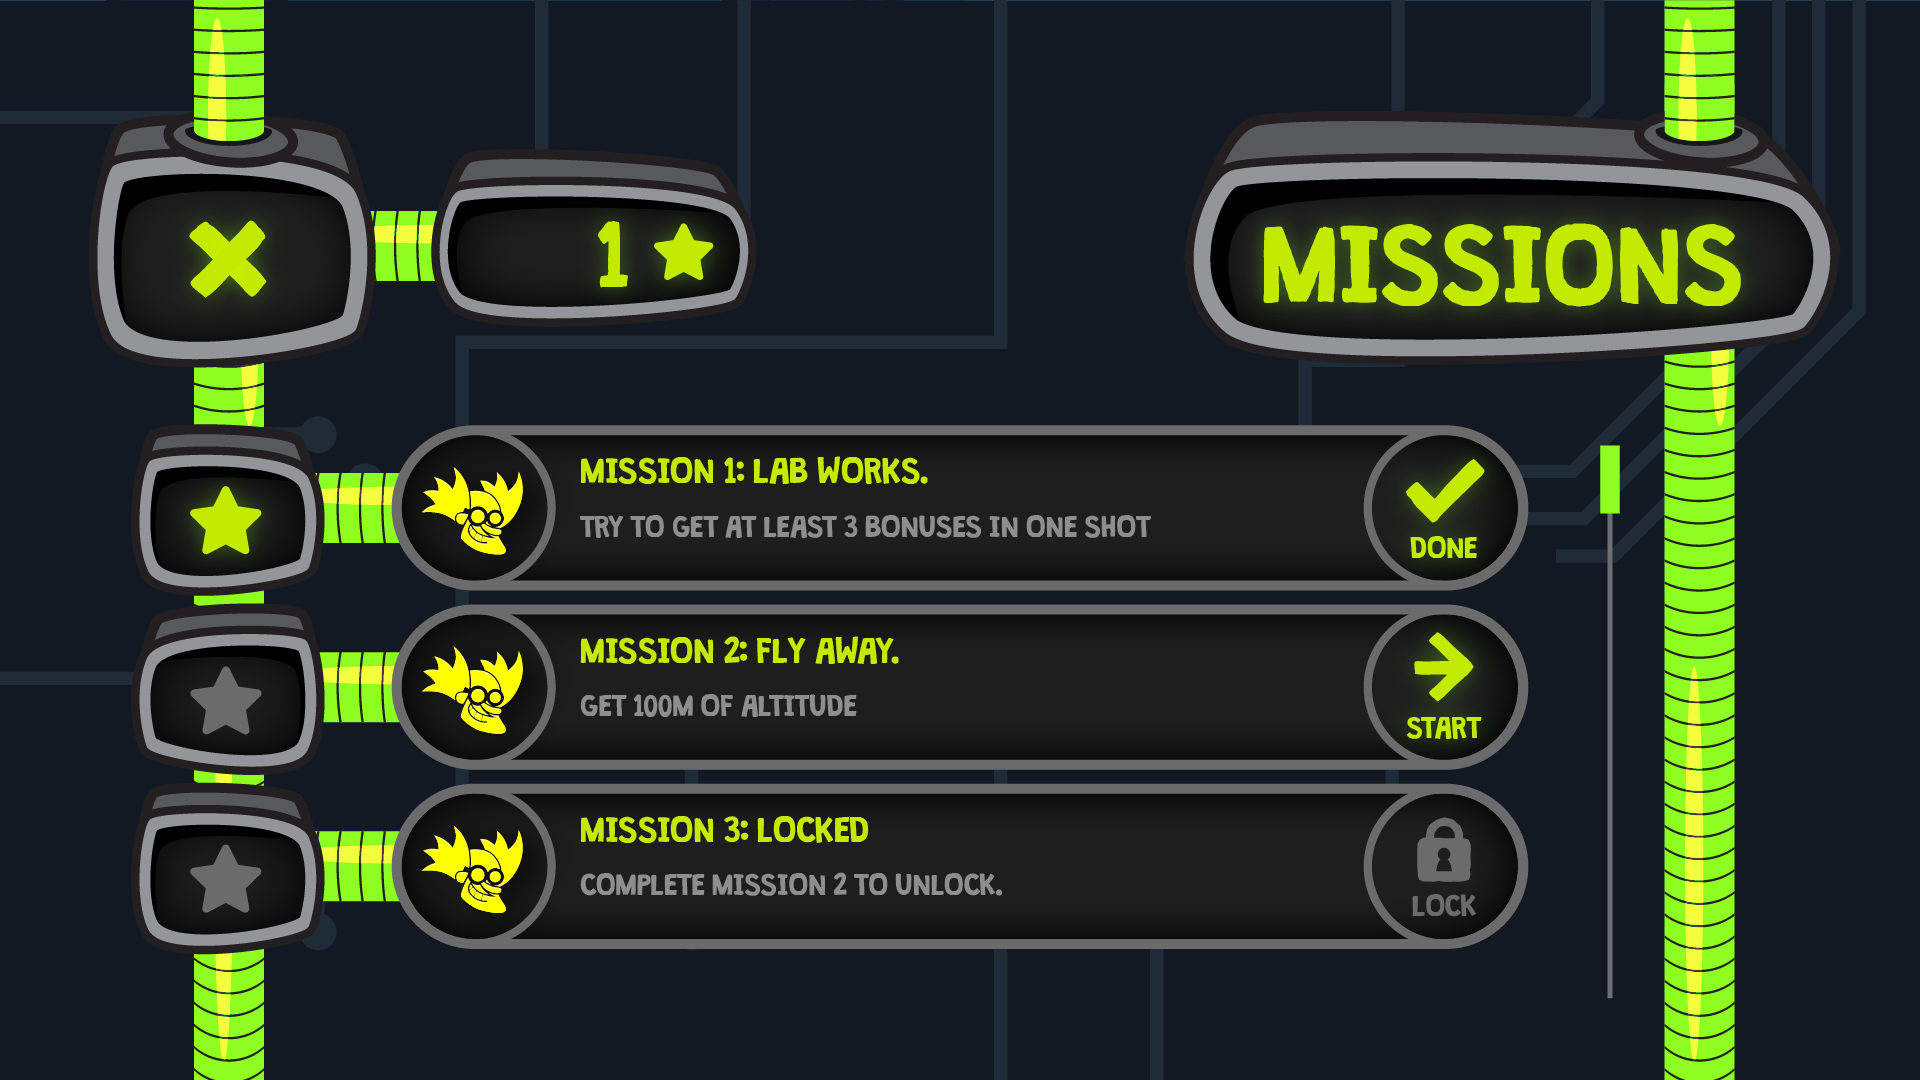 1
MISSIONS
MISSION 1: LAB WORKS.
TRY TO GET AT LEAST 3 BONUSES IN ONE SHOT
DONE
MISSION 2: FLY AWAY.
GET 100M OF ALTITUDE
START
MISSION 3: LOCKED
COMPLETE MISSION 2 TO UNLOCK.
LOCK